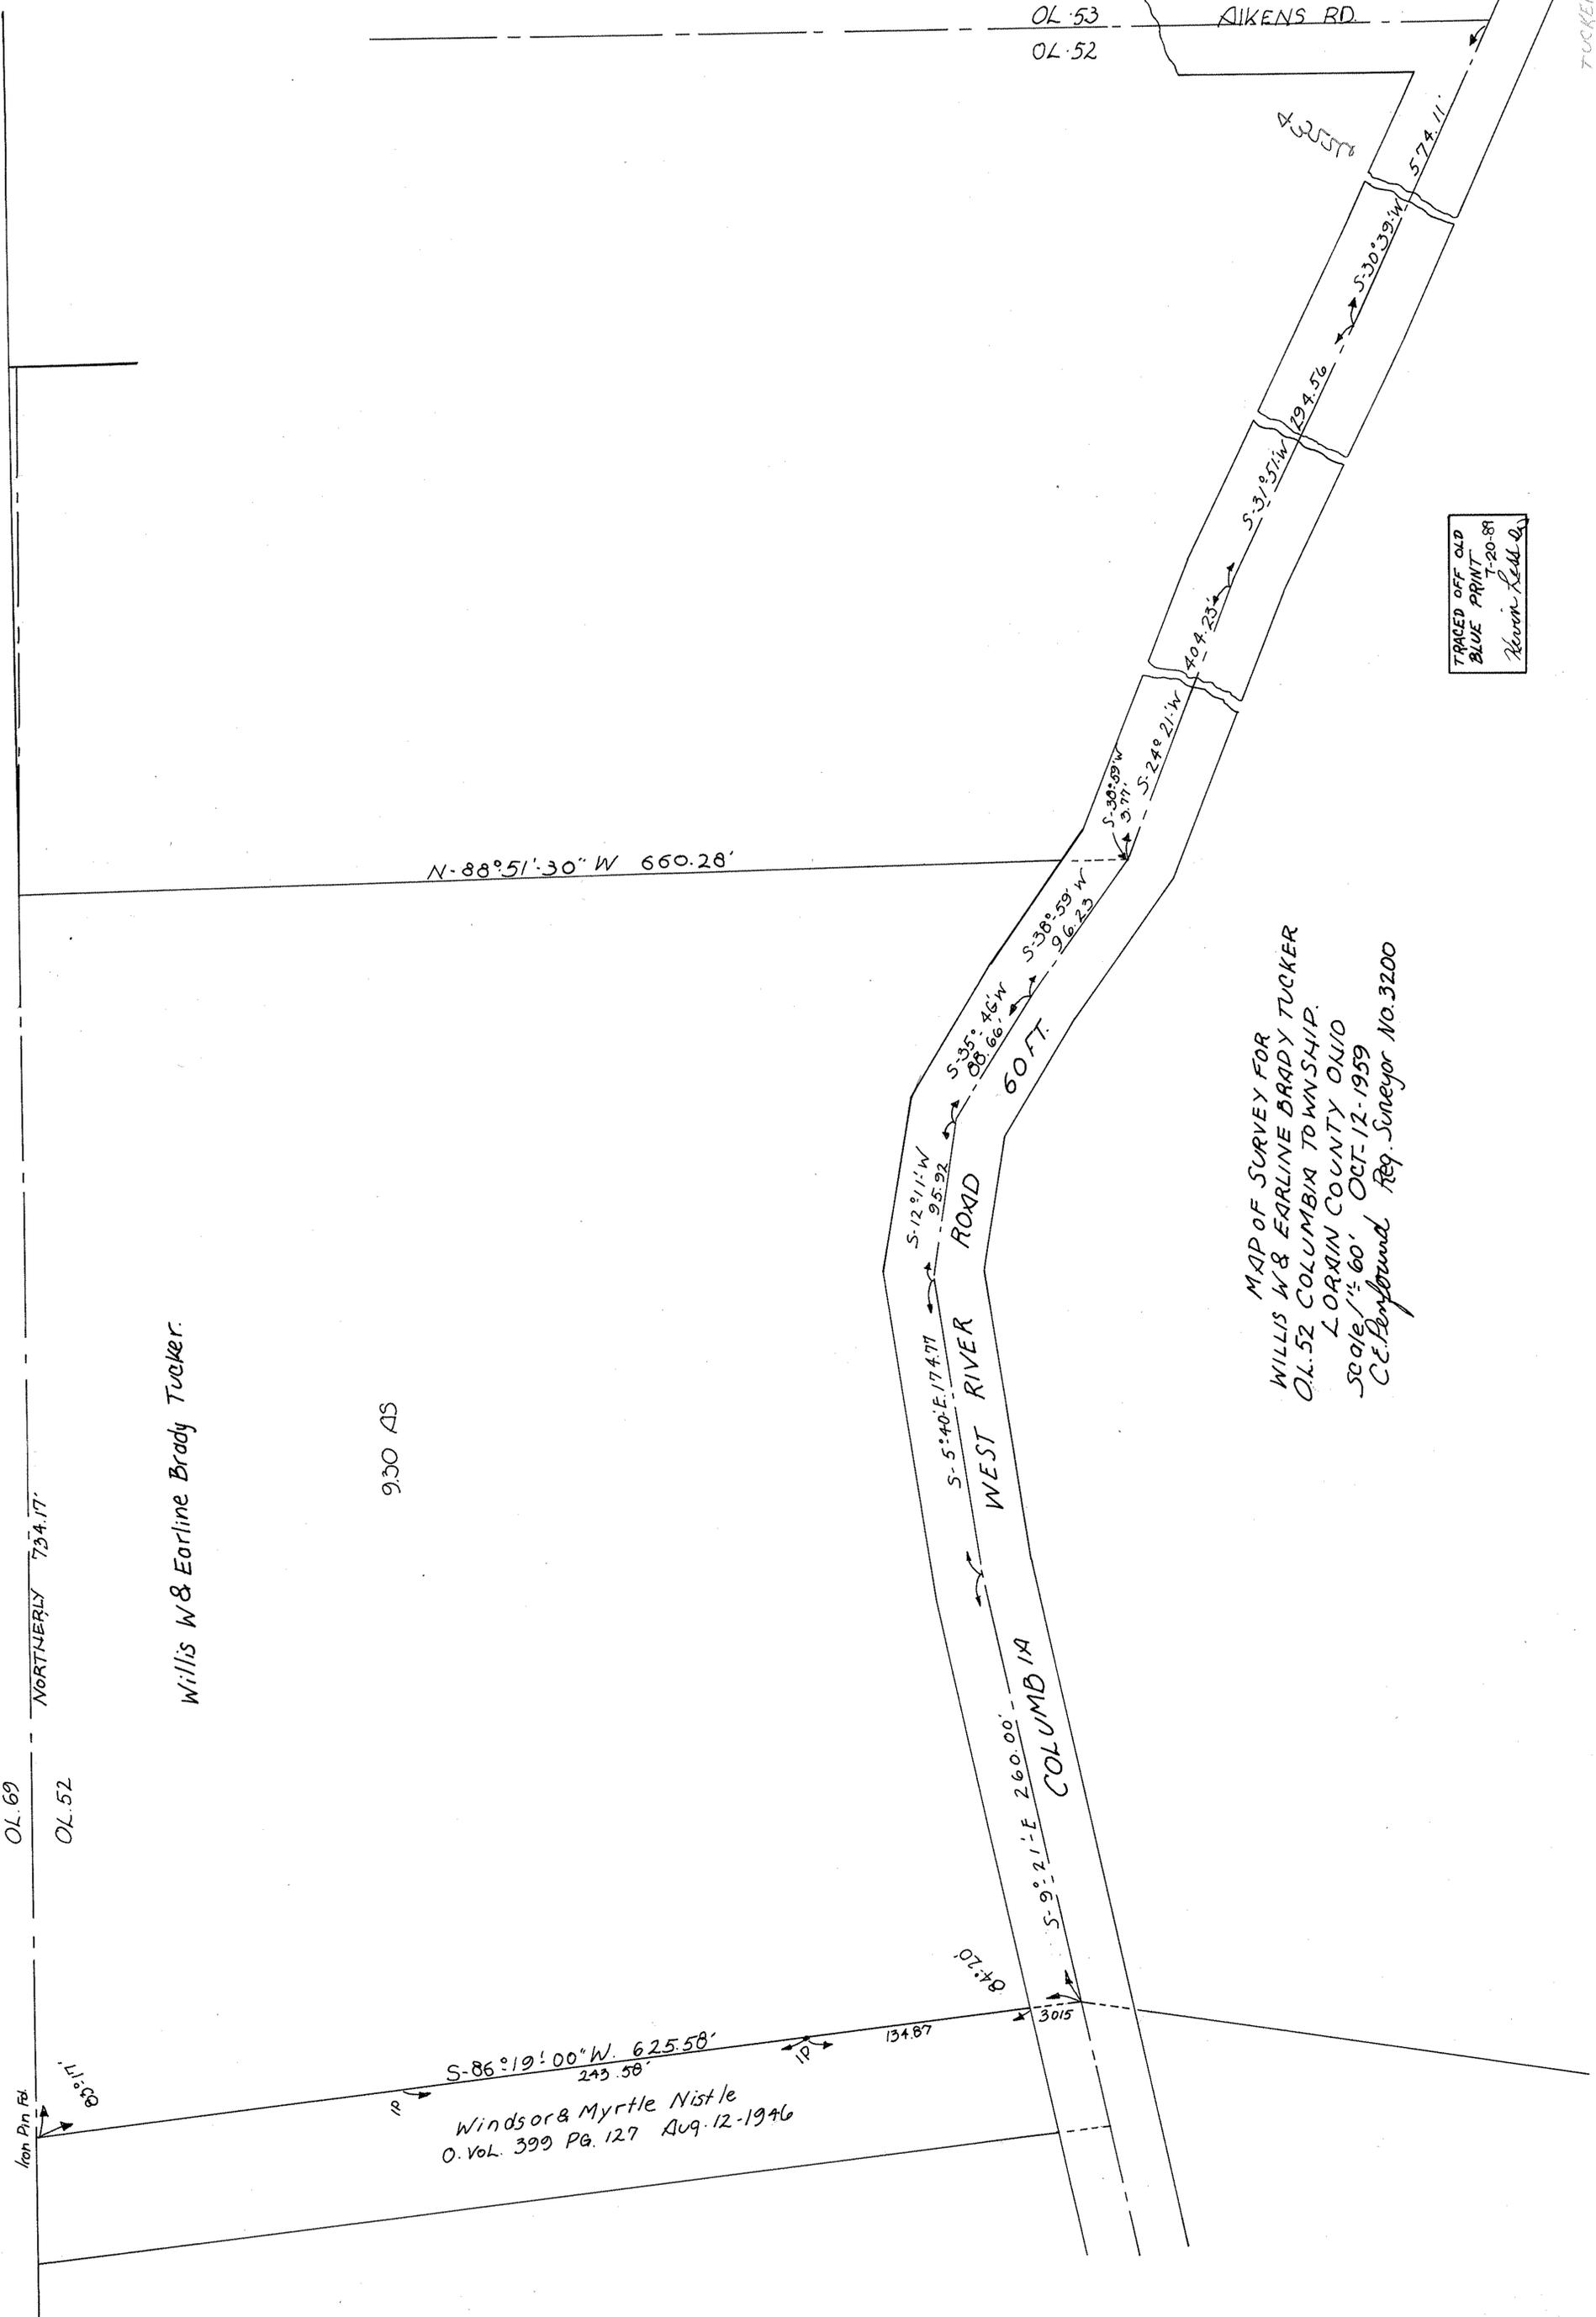 OL.53
AIKENS RD.
OL.52
TUCKER
574.11'
S-30°39'W
294.56
S-31°51'W
404.23'
S-24° 21'W
S-38°59'W
3.77'
N-88°51'-30" W 660.28'
S-38°-59' W
96.23
S-35° 46'W
88.66'
S-12°11'W
95.92
60 FT.
S-5°40'E 174.77
COLUMBIA WEST RIVER ROAD
S-9°-21'-E 260.00'
TRACED OFF OLD
BLUE PRINT
7-20-89
MAP OF SURVEY FOR
WILLIS W & EARLINE BRADY TUCKER
O.L.52 COLUMBIA TOWNSHIP.
LORAIN COUNTY OHIO
Scale 1"= 60' OCT-12-1959
C.E. Penfound Reg. Surveyor NO.3200
NORTHERLY 734.17'
OL.69
OL.52
Willis W & Earline Brady Tucker.
9.30 AS
Iron Pin Fd.
83°-17'
84°-20'
S-86°19'-00" W. 625.58'
243.58'
IP
IP
134.87
3015
Windsor & Myrtle Nistle
O. VOL. 399 PG. 127 Aug. 12-1946